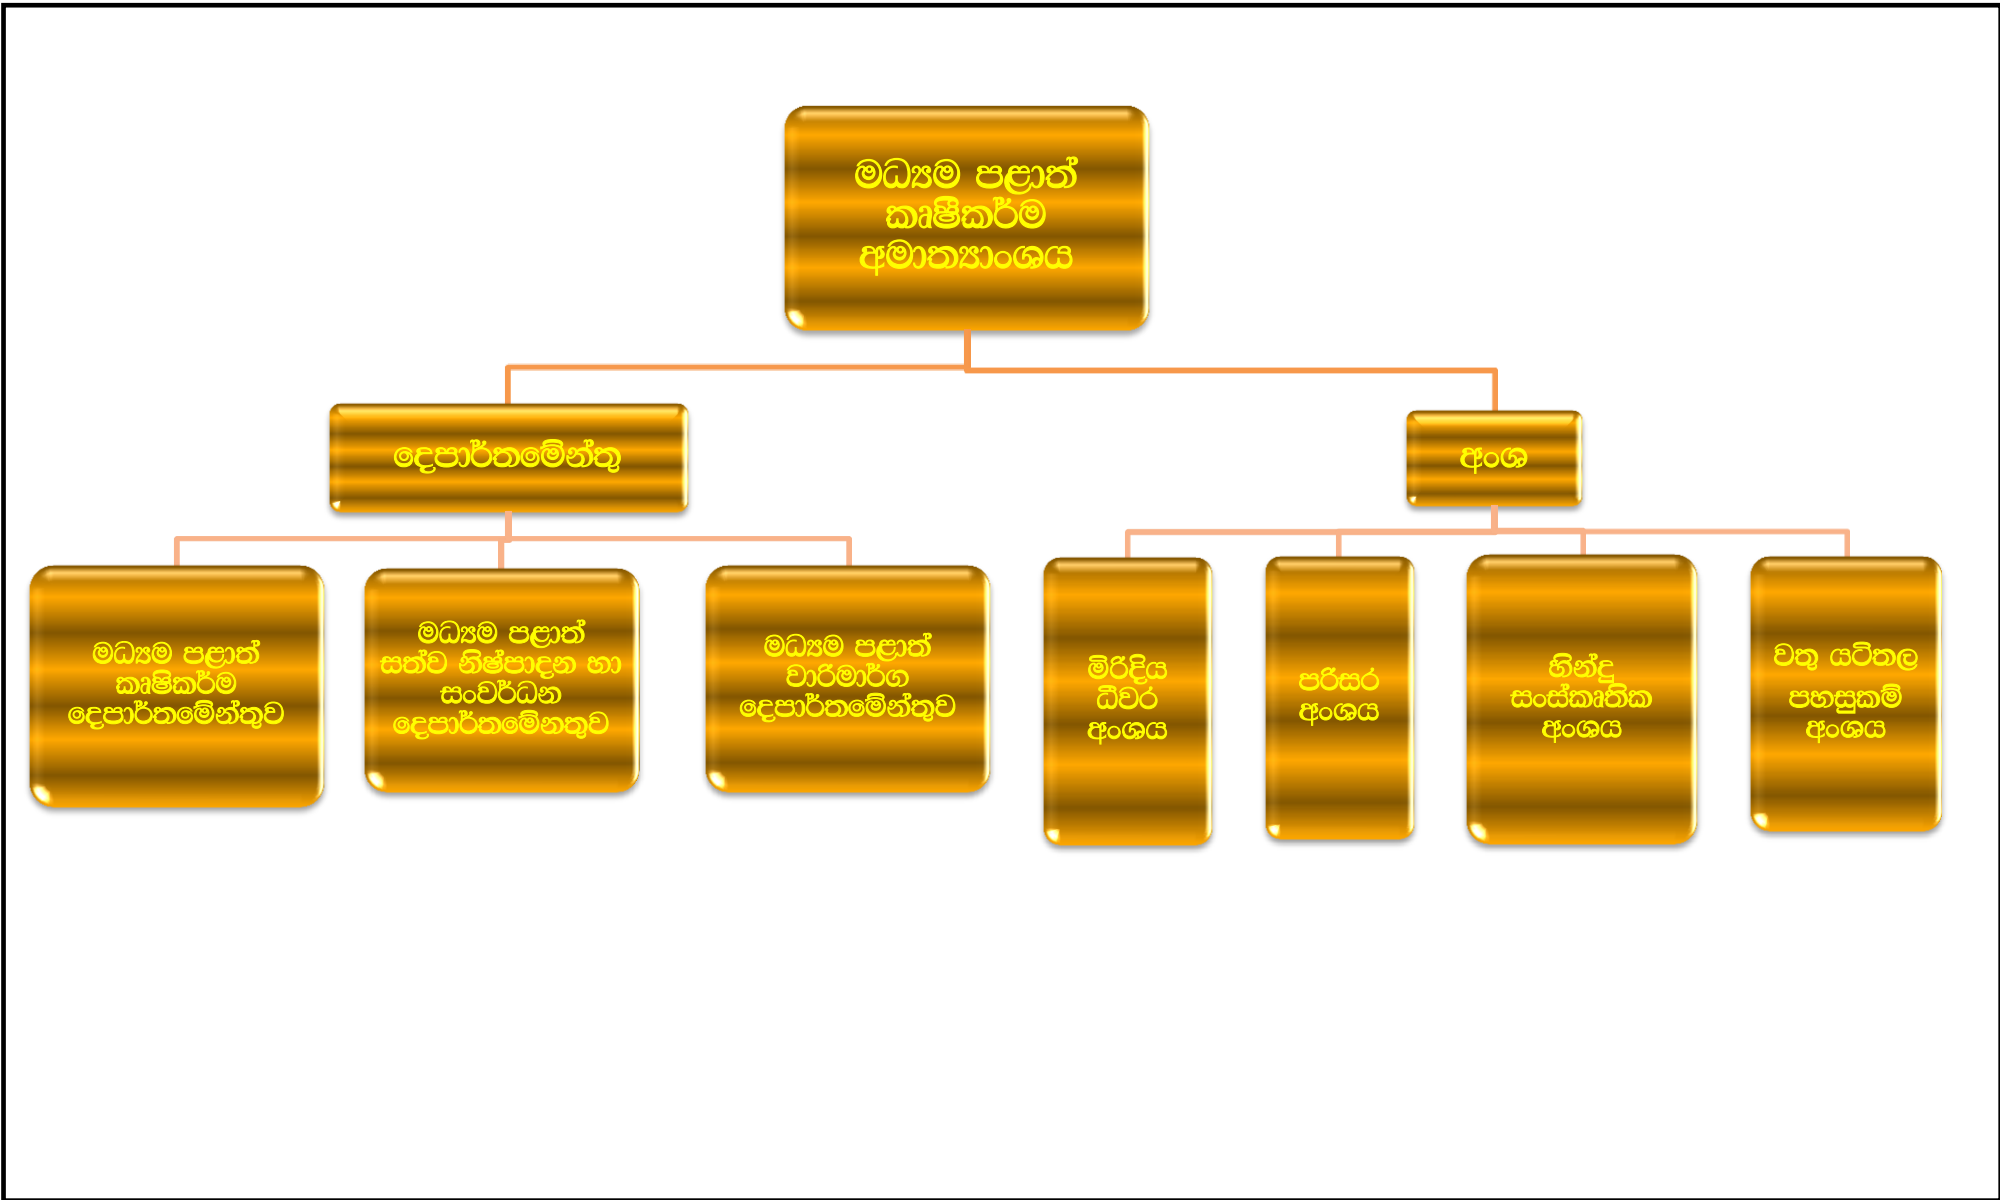 මධ්‍යම පළාත්
කෘෂීකර්ම
අමාත්‍යාංශය
දෙපාර්තමේන්තු
අංශ
මධ්‍යම පළාත්
කෘෂිකර්ම
දෙපාර්තමේන්තුව
මධ්‍යම පළාත්
සත්ව නිෂ්පාදන හා
සංවර්ධන
දෙපාර්තමේනතුව
මධ්‍යම පළාත්
වාරිමාර්ග
දෙපාර්තමේන්තුව
මිරිදිය
ධීවර
අංශය
පරිසර
අංශය
හින්දු
සංස්කෘතික
අංශය
වතු යටිතල
පහසුකම්
අංශය